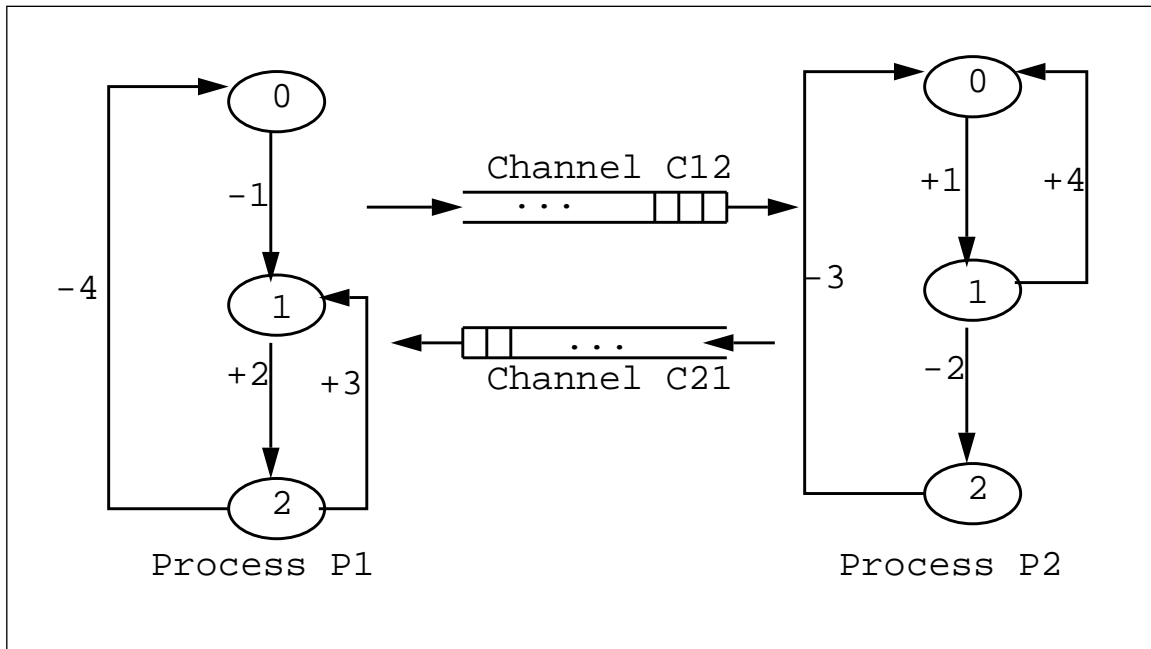 0
-1
-4
1
+2
+3
2
Process P1
Channel C12
. . .
. . .
Channel C21
0
+1
+4
-3
1
-2
2
Process P2